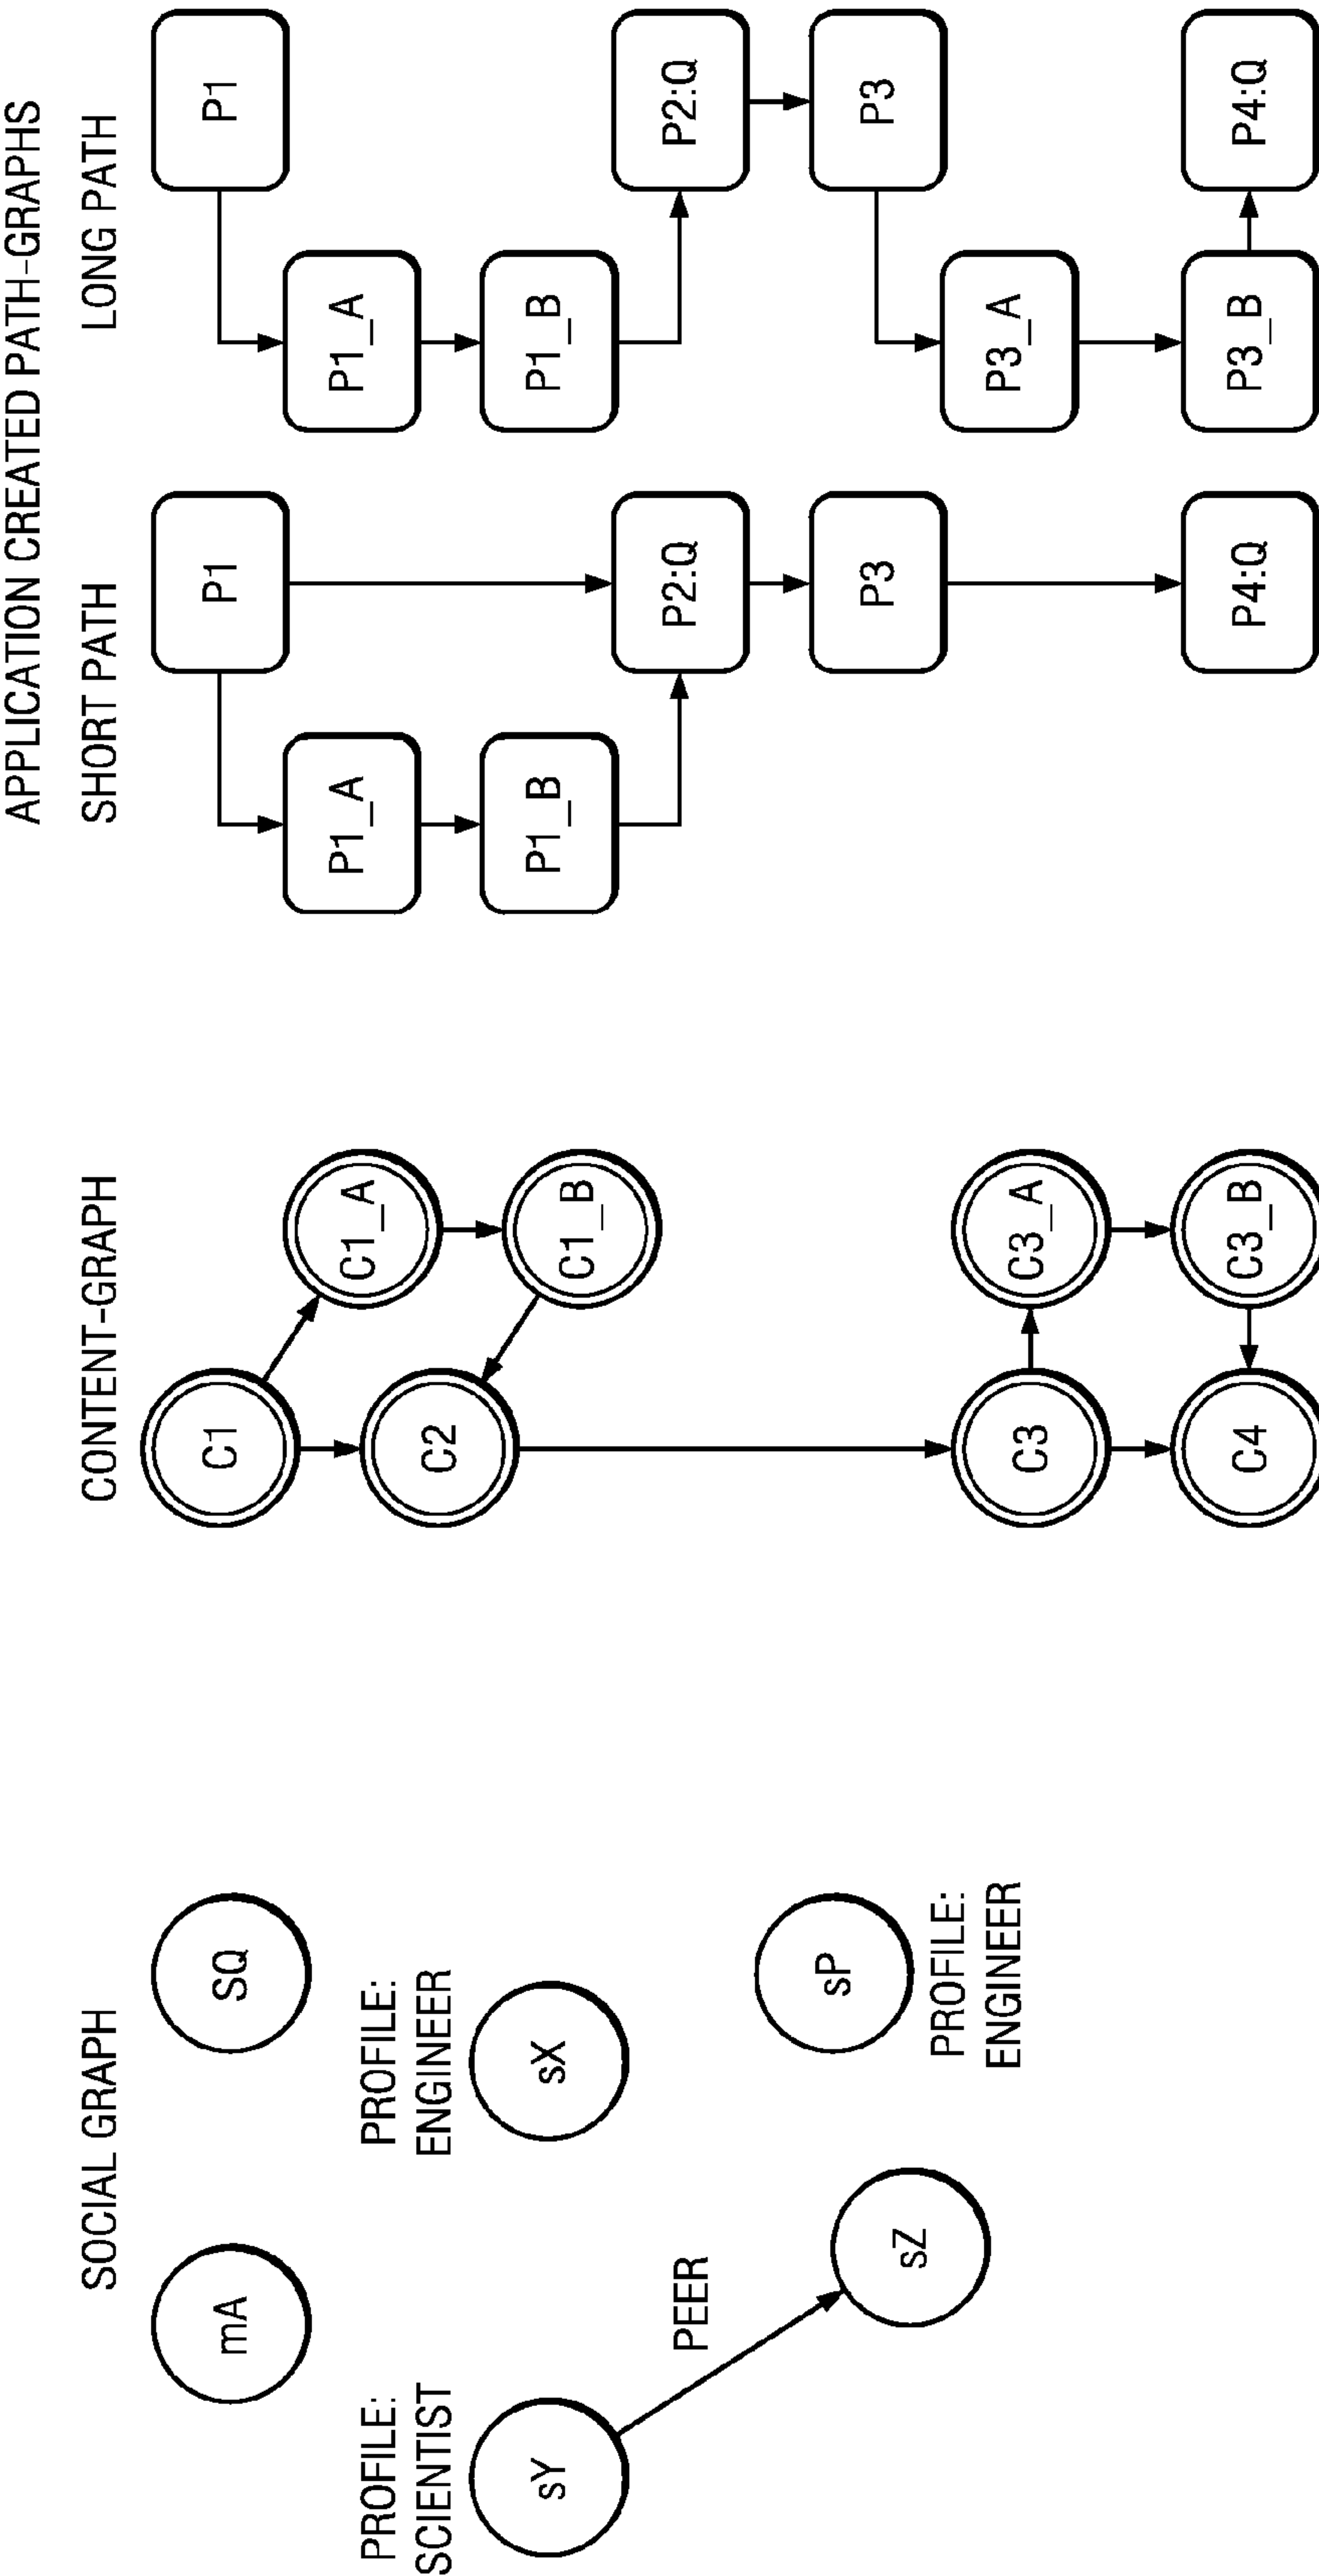 SOCIAL GRAPH
mA
SQ
PROFILE:
SCIENTIST
sY
PROFILE:
ENGINEER
sX
PEER
sZ
sP
PROFILE:
ENGINEER
CONTENT-GRAPH
C1
C1_A
C2
C1_B
C3
C3_A
C4
C3_B
APPLICATION CREATED PATH-GRAPHS
SHORT PATH
P1
P1_A
P1_B
P2:Q
P3
P4:Q
LONG PATH
P1
P1_A
P1_B
P2:Q
P3
P3_A
P3_B
P4:Q